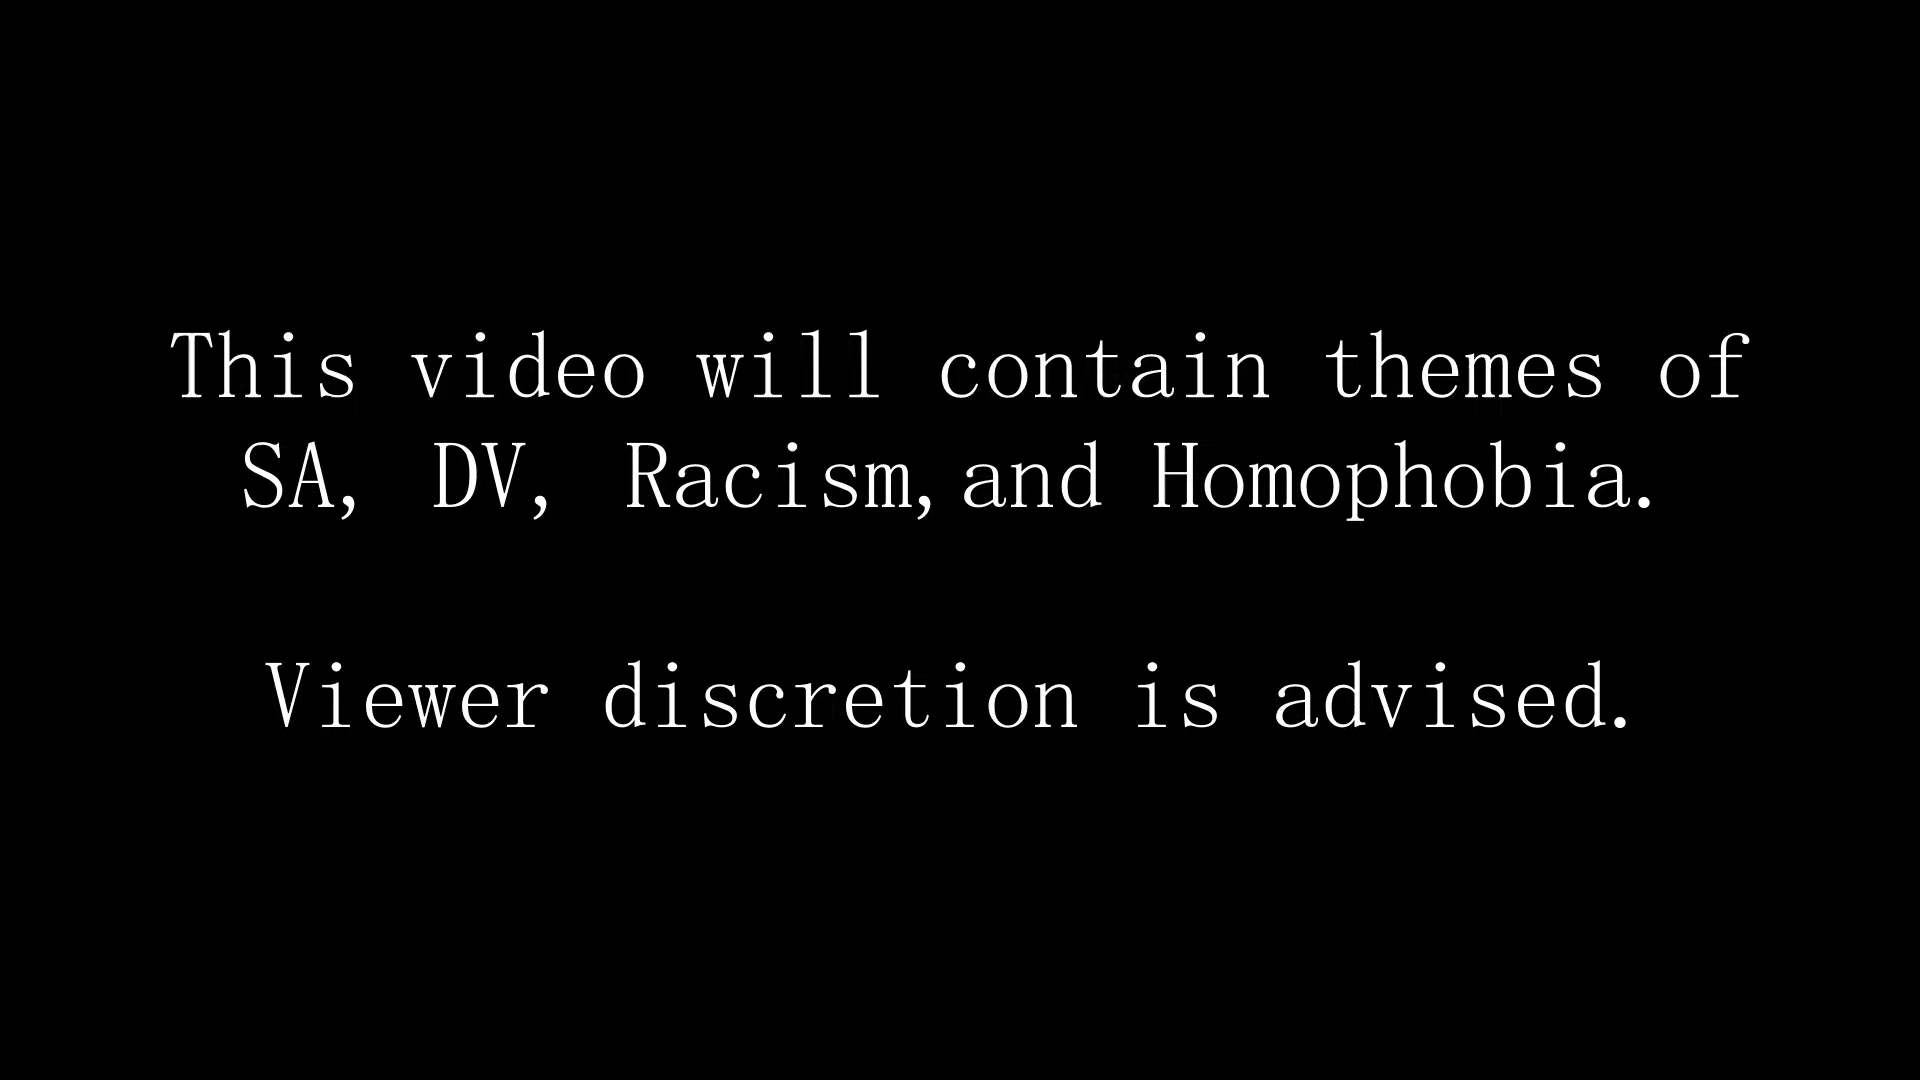 This video will contain themes of
SA, DV, Racism,and Homophobia.
Viewer discretion is advised.